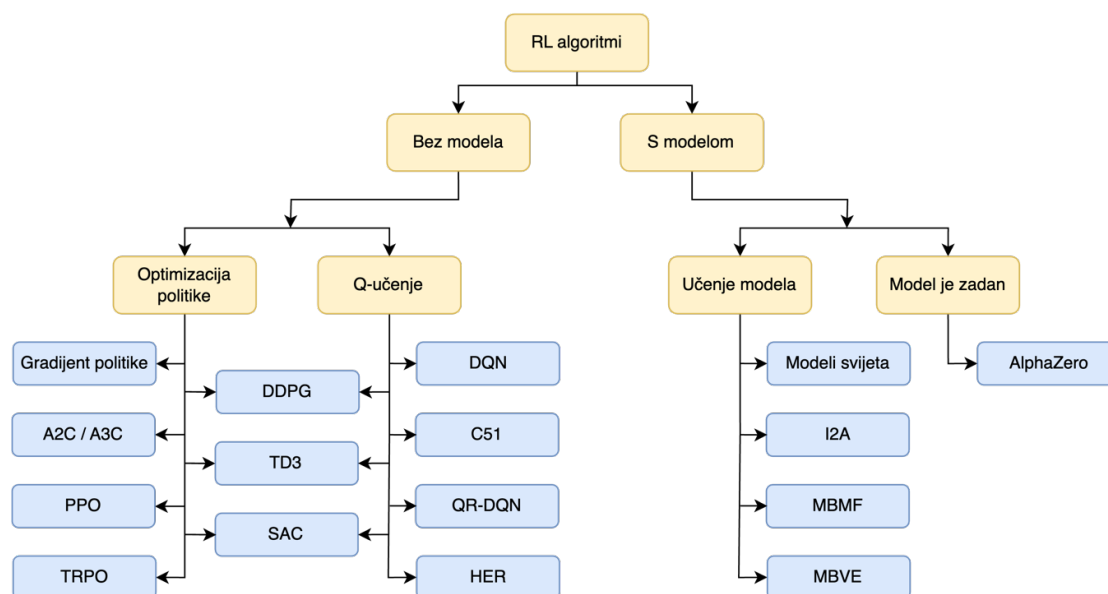 RL algoritmi
Bez modela
S modelom
Optimizacija
politike
Q-učenje
Učenje modela
Model je zadan
Gradijent politike
DQN
Modeli svijeta
AlphaZero
DDPG
A2C / A3C
C51
I2A
TD3
PPO
QR-DQN
MBMF
SAC
TRPO
HER
MBVE